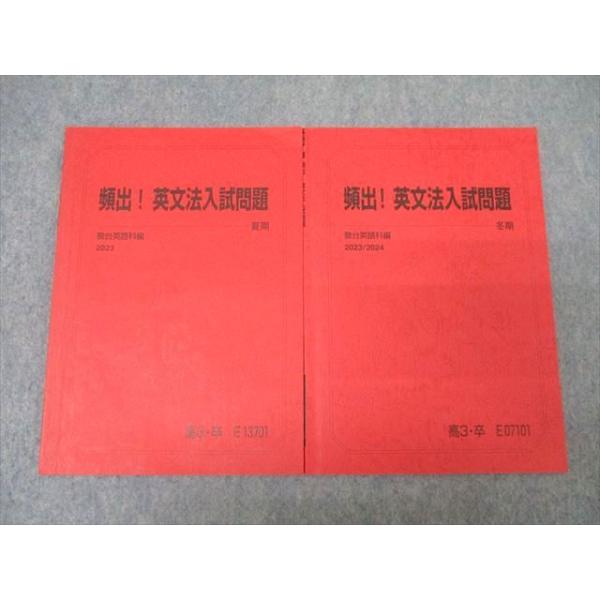 頻出! 英文法入試問題
夏期
駿台英語科編
2023
高3・卒 E13701
頻出! 英文法入試問題
冬期
駿台英語科編
2023/2024
高3・卒 E07101